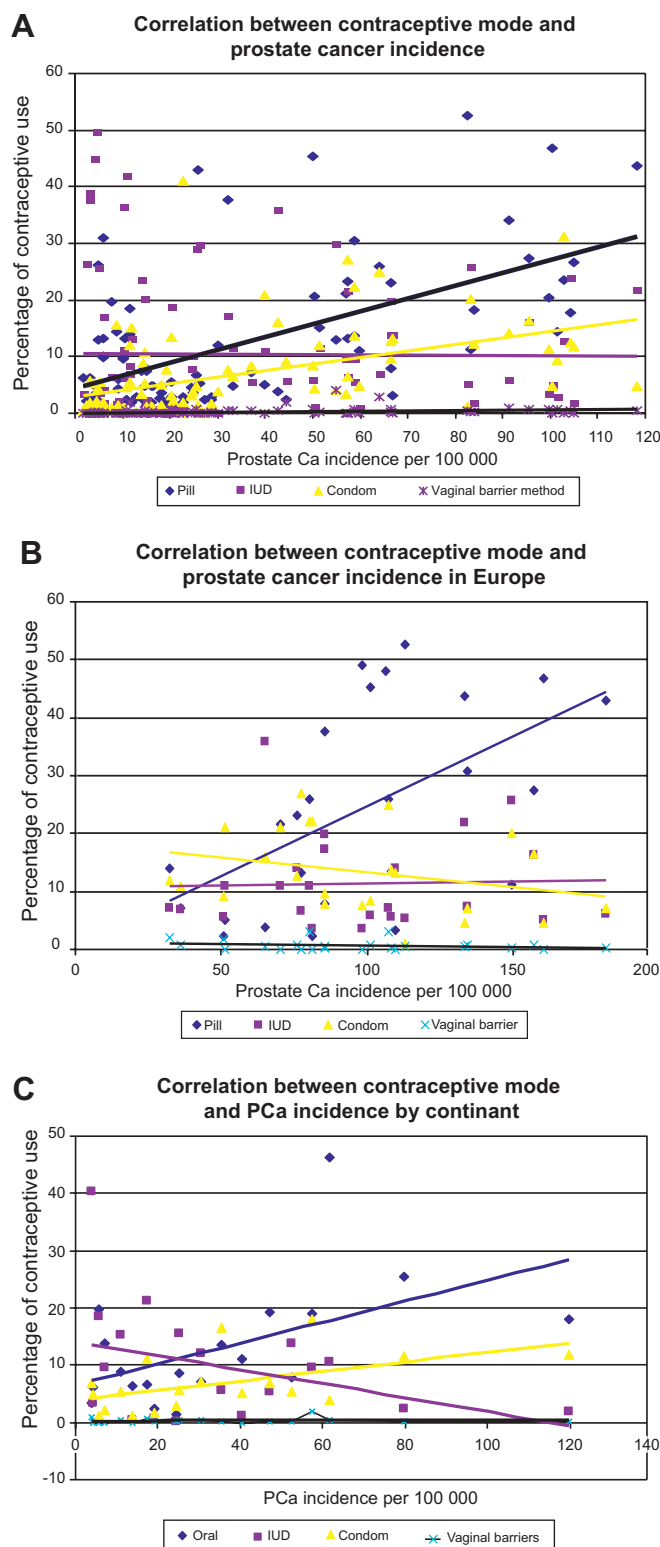 A
Correlation between contraceptive mode and
prostate cancer incidence
Percentage of contraceptive use
60
50
40
30
20
10
0
0 10 20 30 40 50 60 70 80 90 100 110 120
Prostate Ca incidence per 100 000
Pill IUD Condom Vaginal barrier method
B
Correlation between contraceptive mode and
prostate cancer incidence in Europe
Percentage of contraceptive use
60
50
40
30
20
10
0
0 50 100 150 200
Prostate Ca incidence per 100 000
Pill IUD Condom Vaginal barrier
C
Correlation between contraceptive mode
and PCa incidence by continant
Percentage of contraceptive use
50
40
30
20
10
0
-10
0 20 40 60 80 100 120 140
PCa incidence per 100 000
Oral IUD Condom Vaginal barriers